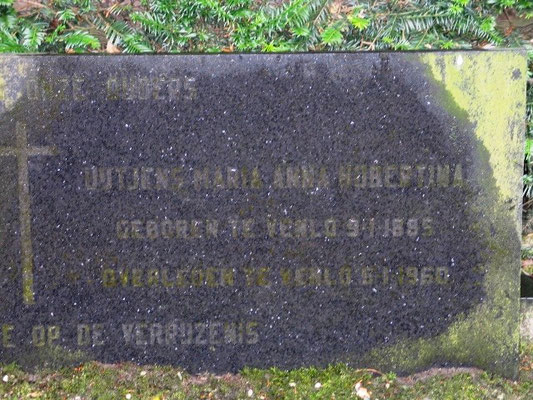 ONZE OUDERS
MARIA ANNA HUBERTINA
GEBOREN TE VENLO 9·1 1885
OVERLEDEN TE VENLO 6·1·1960
E OP DE VERRIJZENIS